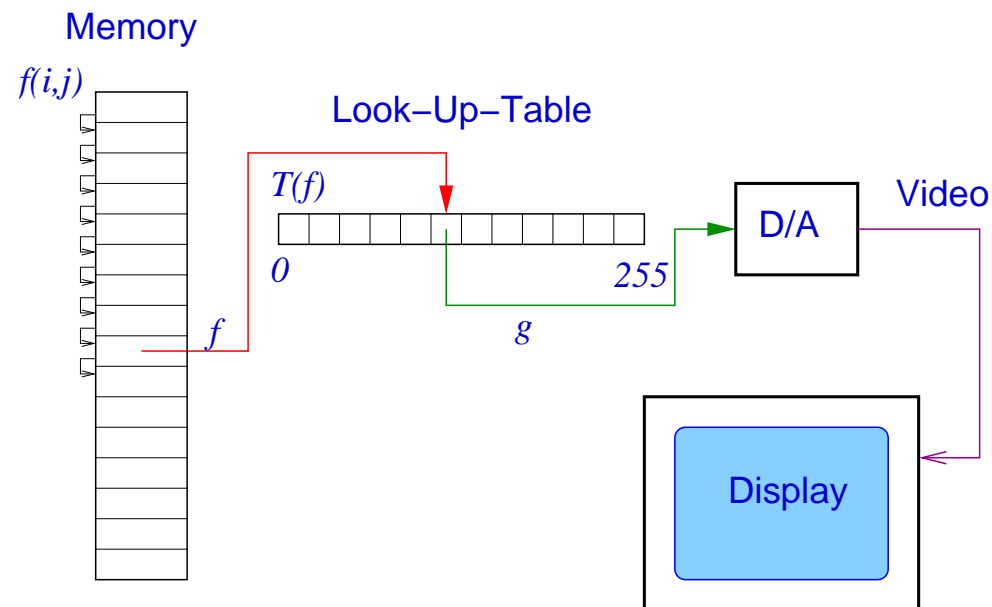 Memory
f(i,j)
Look−Up−Table
T(f)
0
255
f
g
D/A
Video
Display